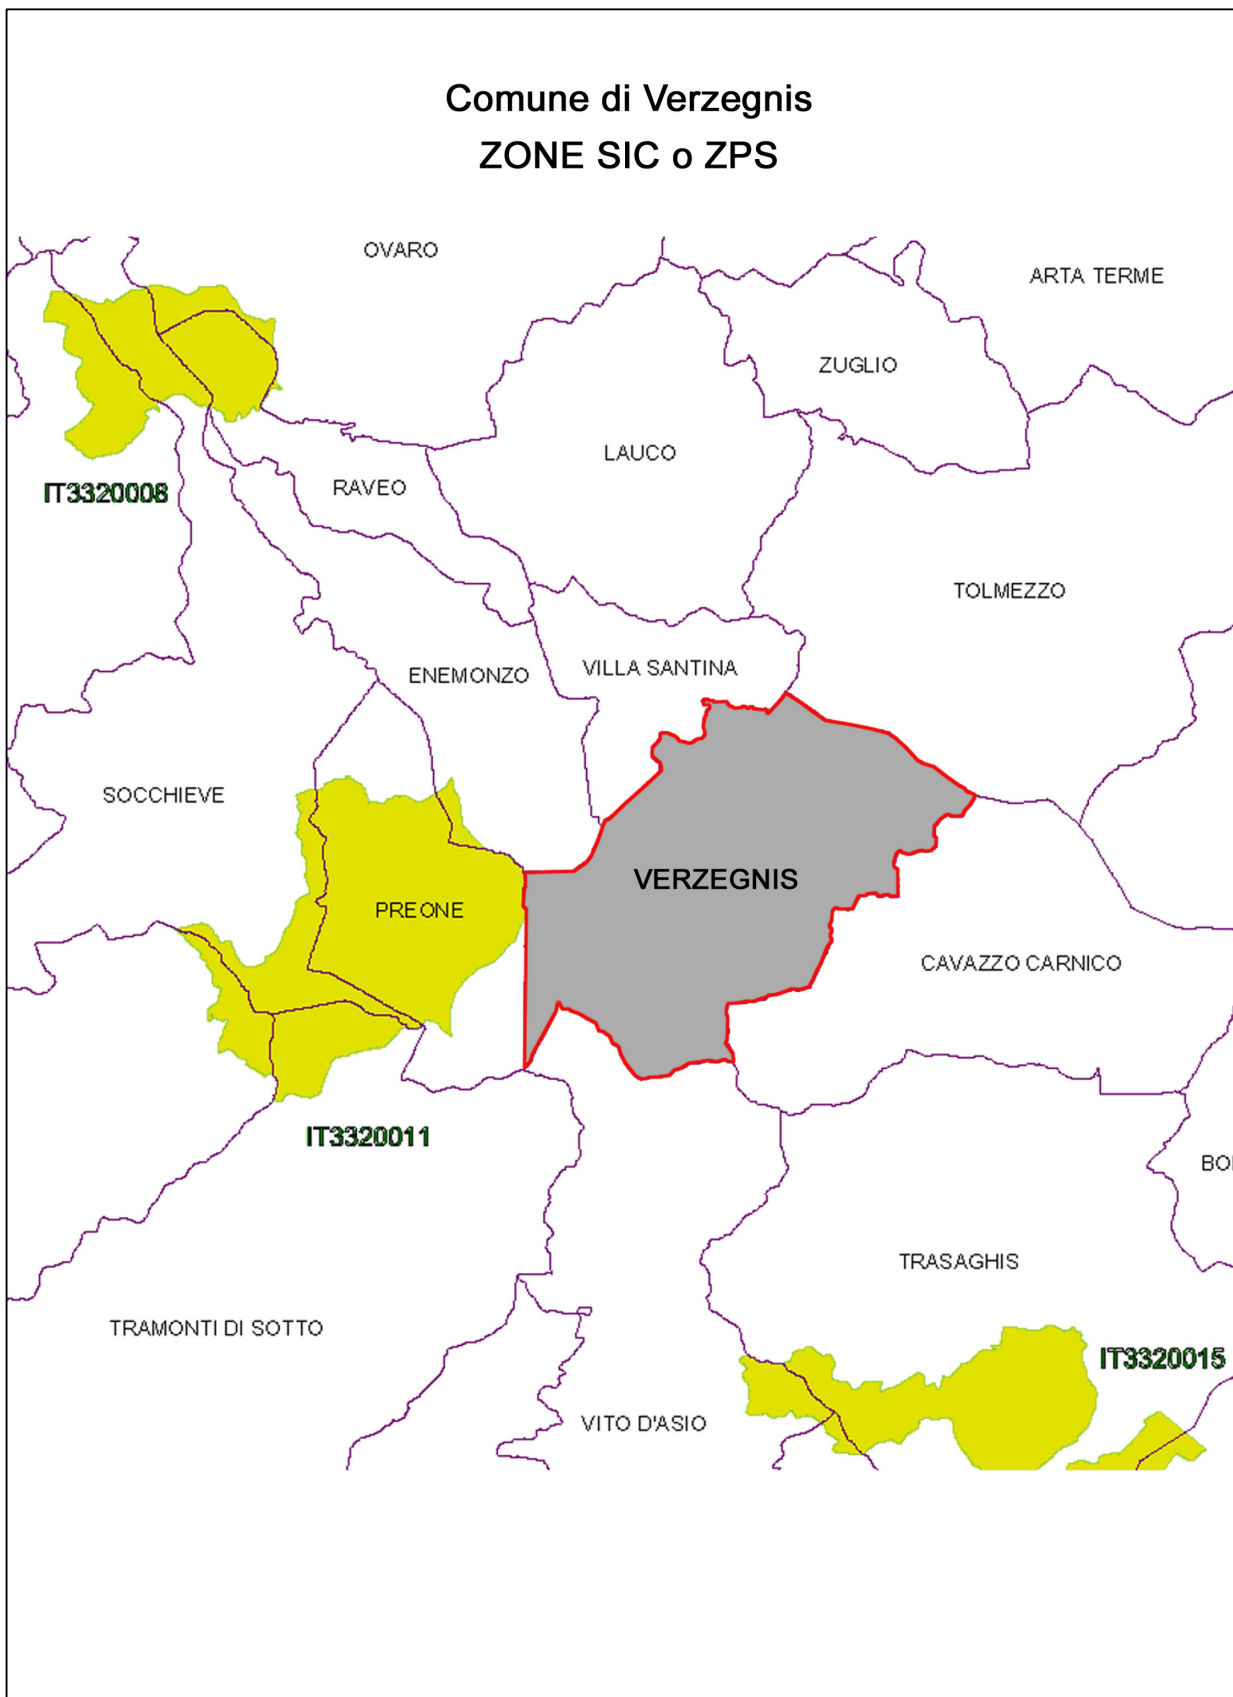 Comune di Verzegnis
ZONE SIC o ZPS
OVARO
ARTA TERME
ZUGLIO
LAUCO
RAVEO
IT3320008
TOLMEZZO
VILLA SANTINA
ENEMONZO
SOCCHIEVE
VERZEGNIS
PREONE
CAVAZZO CARNICO
IT3320011
BO
TRASAGHIS
TRAMONTI DI SOTTO
IT3320015
VITO D'ASIO